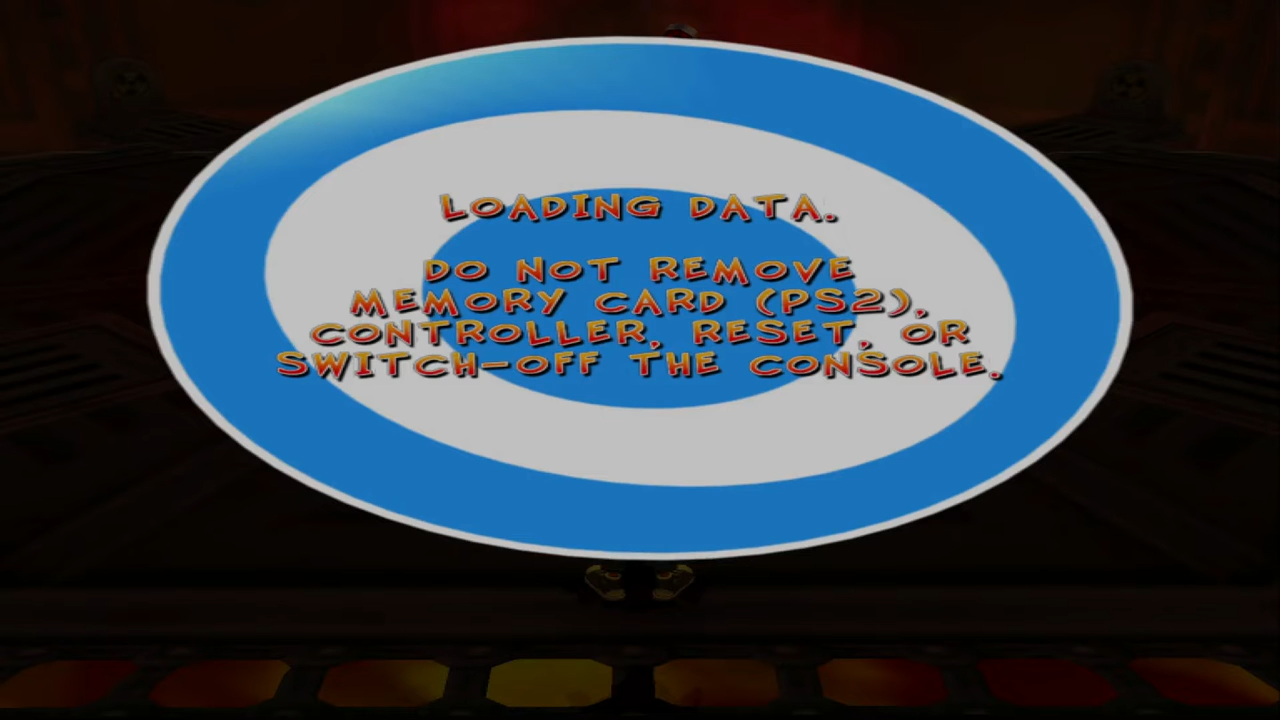 LOADING DATA.
DO NOT REMOVE
MEMORY CARD (PS2),
CONTROLLER, RESET, OR
SWITCH-OFF THE CONSOLE.